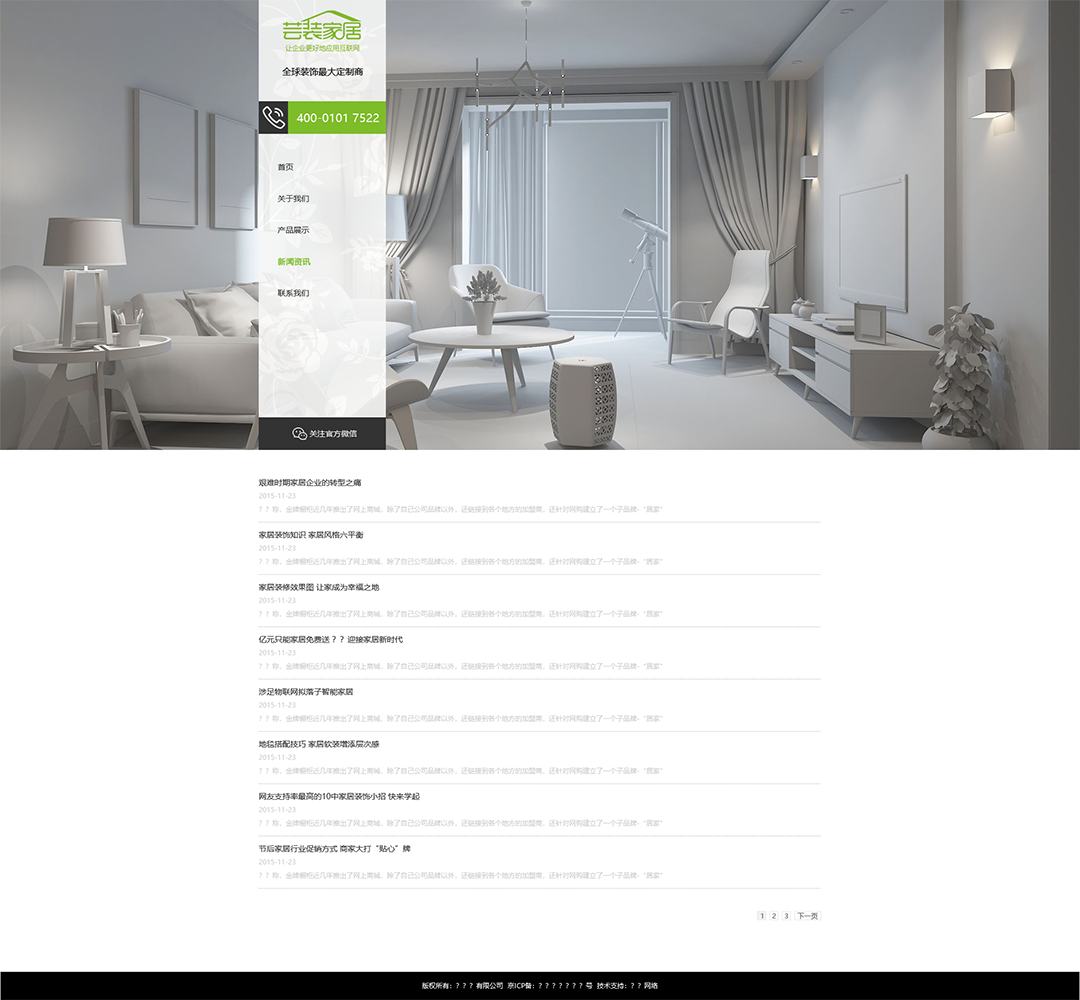 芸装家居
让企业更好地应用互联网
全球装饰最大定制商
400-0101 7522
首页
关于我们
产品展示
新闻资讯
联系我们
关注官方微信
艰难时期家居企业的转型之痛
2015-11-23
？？称，金牌橱柜近几年推出了网上商城，除了自己公司品牌以外，还链接到各个地方的加盟商，还针对网购建立了一个子品牌-“居家”
家居装饰知识 家居风格六平衡
2015-11-23
？？称，金牌橱柜近几年推出了网上商城，除了自己公司品牌以外，还链接到各个地方的加盟商，还针对网购建立了一个子品牌-“居家”
家居装修效果图 让家成为幸福之地
2015-11-23
？？称，金牌橱柜近几年推出了网上商城，除了自己公司品牌以外，还链接到各个地方的加盟商，还针对网购建立了一个子品牌-“居家”
亿元只能家居免费送？？迎接家居新时代
2015-11-23
？？称，金牌橱柜近几年推出了网上商城，除了自己公司品牌以外，还链接到各个地方的加盟商，还针对网购建立了一个子品牌-“居家”
涉足物联网拟落子智能家居
2015-11-23
？？称，金牌橱柜近几年推出了网上商城，除了自己公司品牌以外，还链接到各个地方的加盟商，还针对网购建立了一个子品牌-“居家”
地毯搭配技巧 家居软装增添层次感
2015-11-23
？？称，金牌橱柜近几年推出了网上商城，除了自己公司品牌以外，还链接到各个地方的加盟商，还针对网购建立了一个子品牌-“居家”
网友支持率最高的10中家居装饰小招 快来学起
2015-11-23
？？称，金牌橱柜近几年推出了网上商城，除了自己公司品牌以外，还链接到各个地方的加盟商，还针对网购建立了一个子品牌-“居家”
节后家居行业促销方式 商家大打“贴心”牌
2015-11-23
？？称，金牌橱柜近几年推出了网上商城，除了自己公司品牌以外，还链接到各个地方的加盟商，还针对网购建立了一个子品牌-“居家”
1 2 3 下一页
版权所有：？？？有限公司 京ICP备：？？？？？？？号 技术支持：？？网络